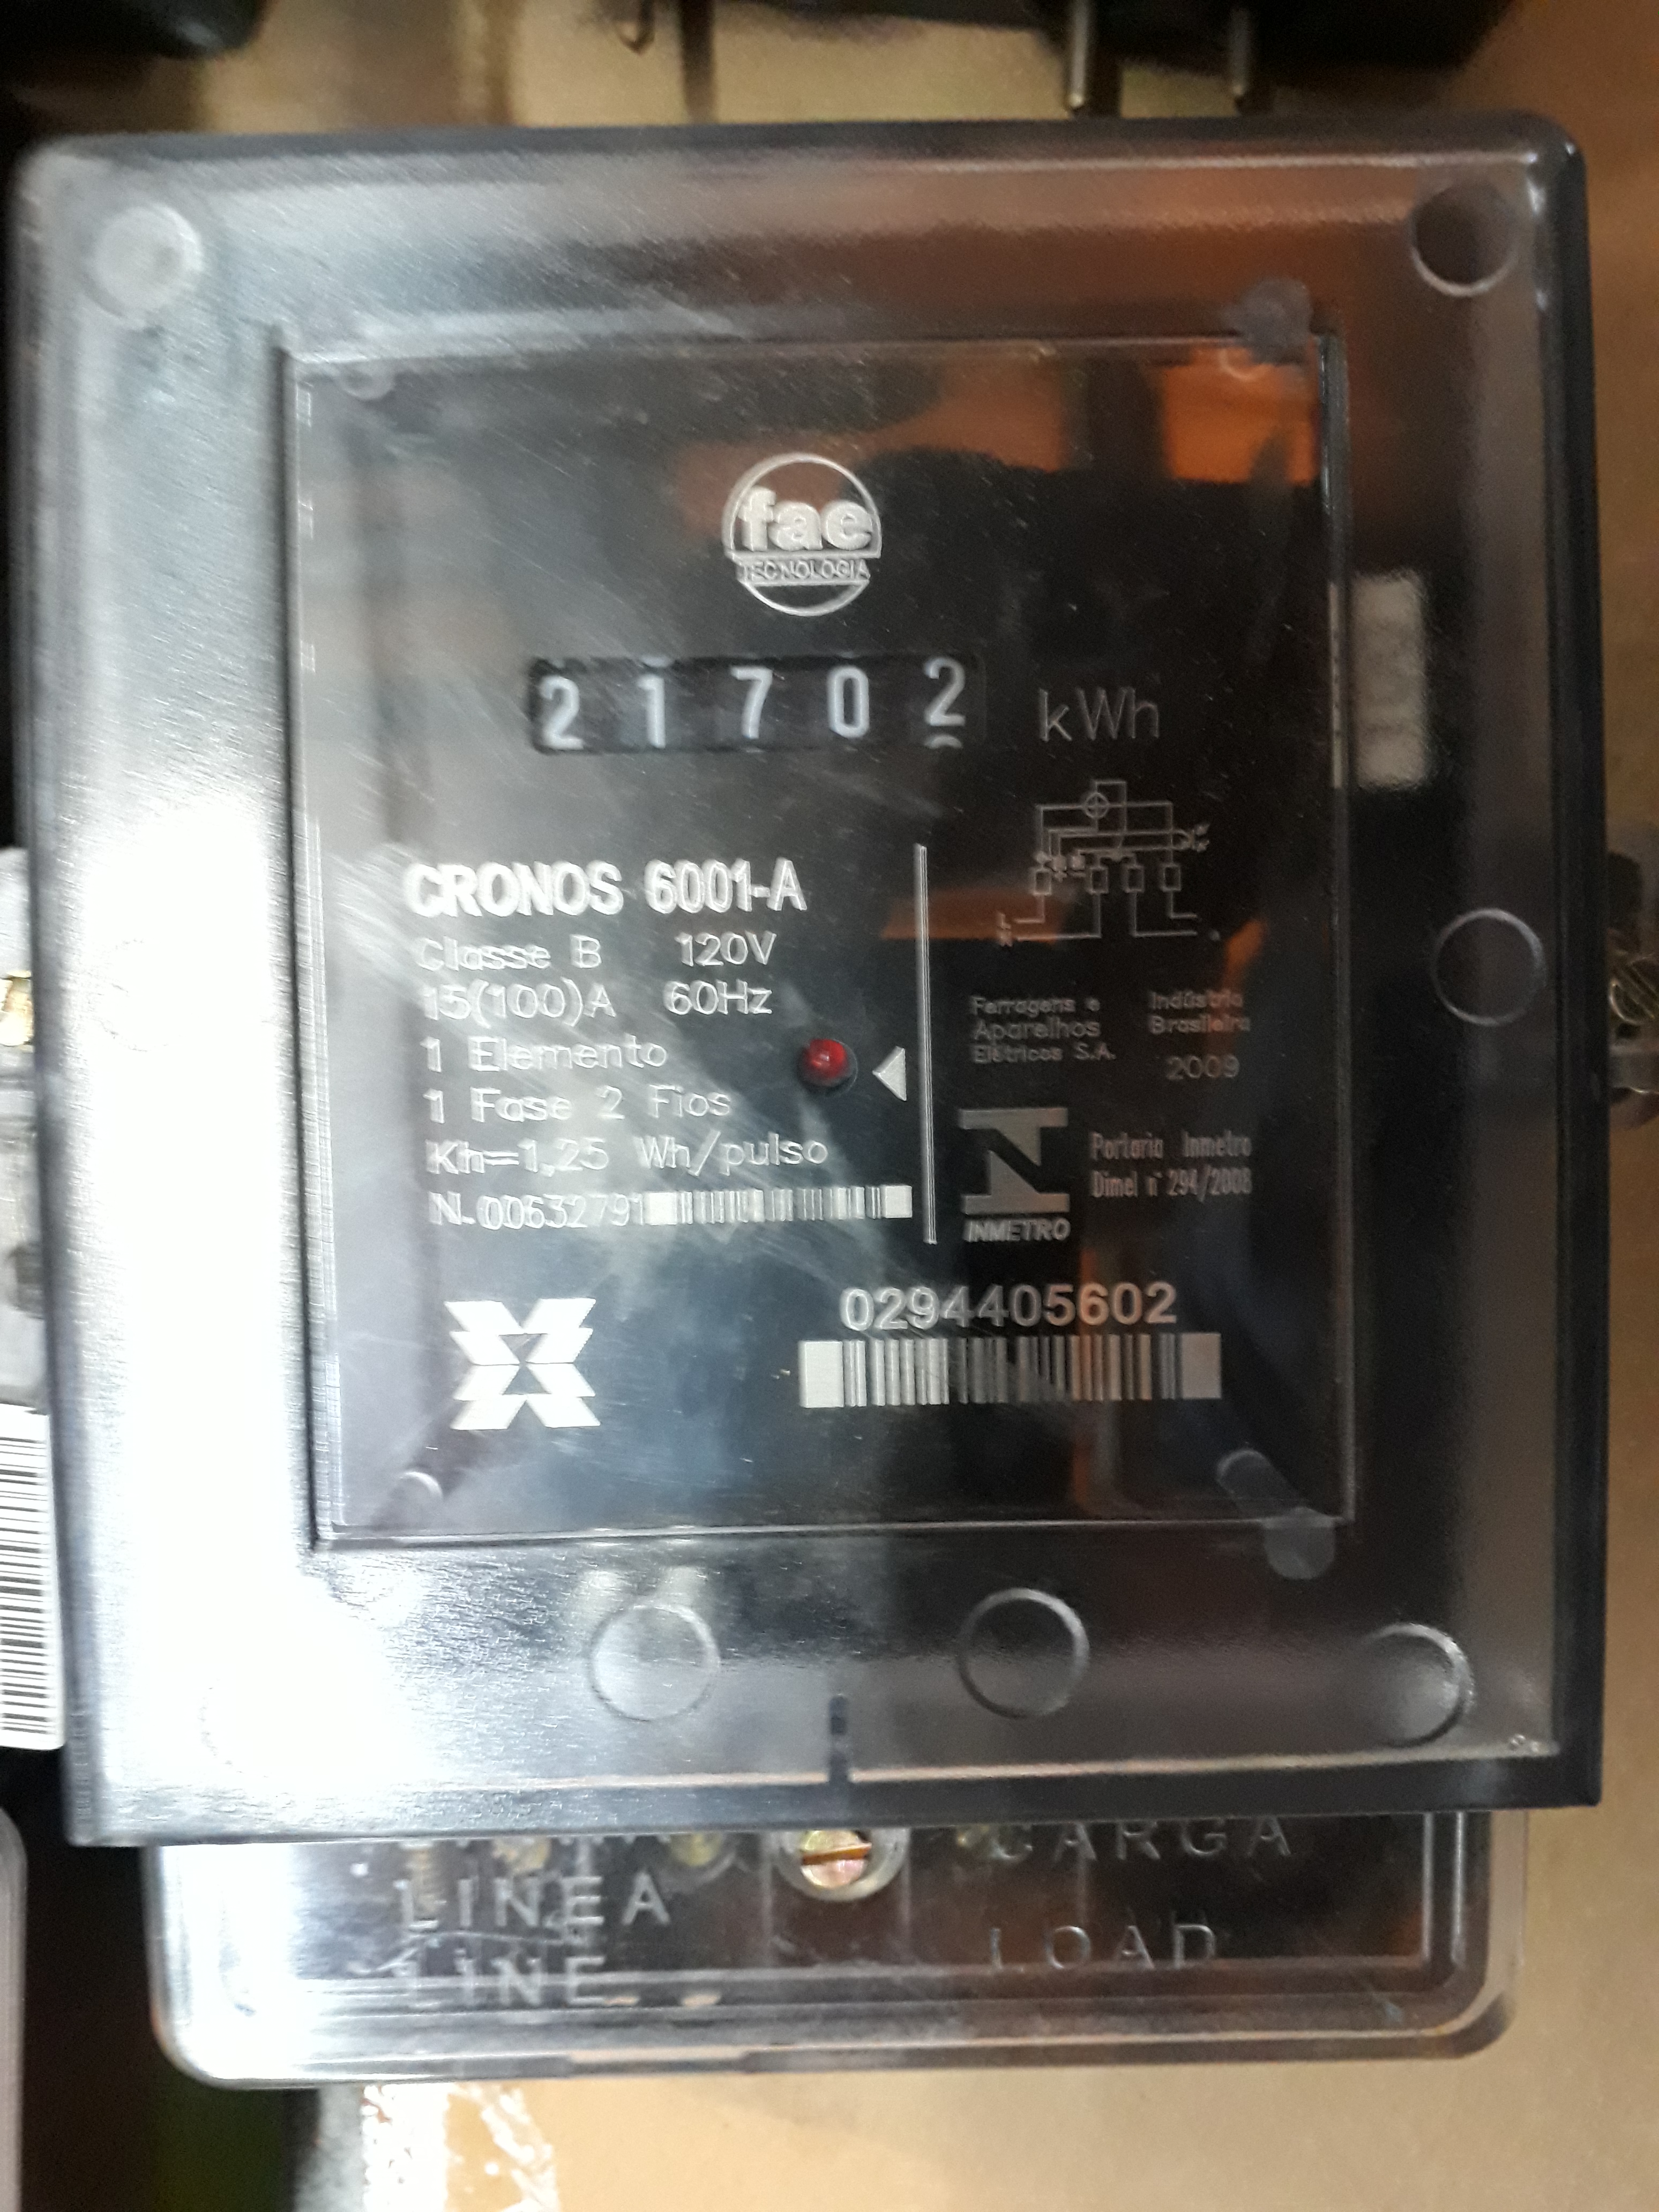 fae
TECNOLOGIA
21702 kWh
CRONOS 6001-A
Classe B 120V
15(100)A 60Hz
1 Elemento
1 Fase 2 Fios
Kh=1,25 Wh/pulso
N.00632791
Ferragens e
Aparelhos
Elétricos S.A.
Indústria
Brasileira
2009
INMETRO
Portaria Inmetro
Dimel n° 294/2008
0294405602
CARGA
LINEA
LINE
LOAD